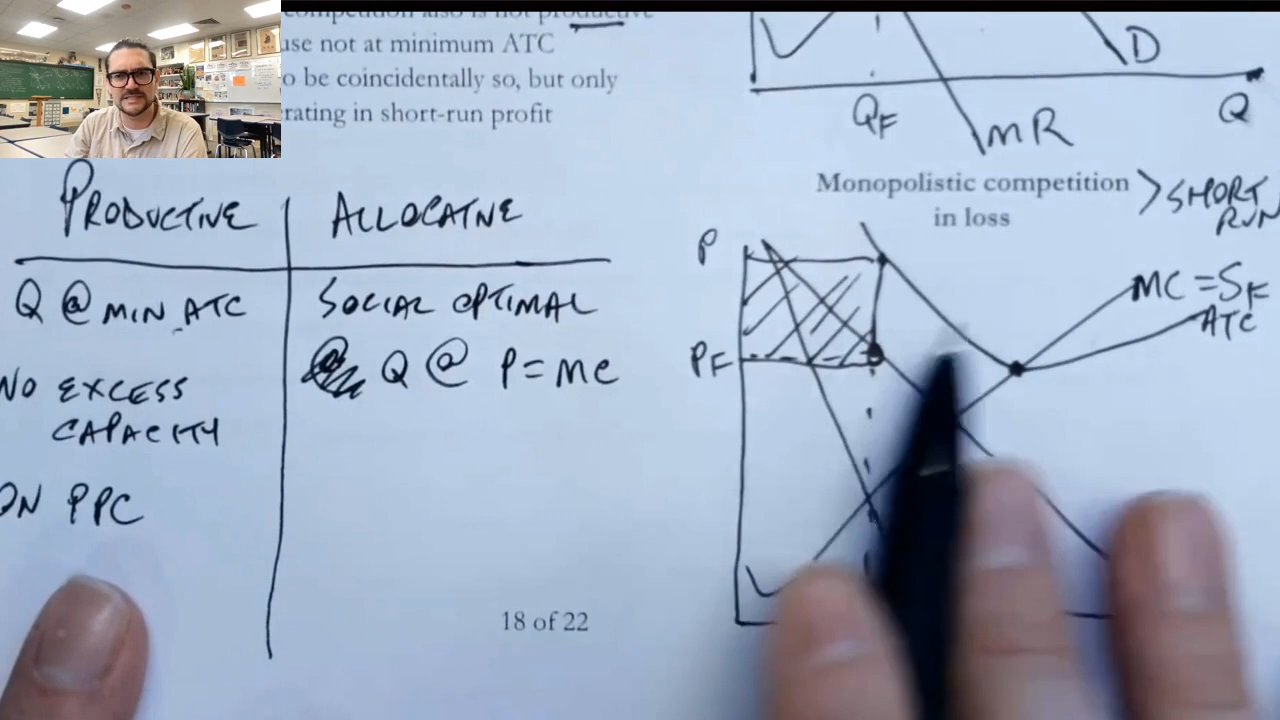 competition also is not productive
use not at minimum ATC
o be coincidentally so, but only
rating in short-run profit
PRODUCTIVE
ALLOCATIVE
Q @ MIN ATC
SOCIAL OPTIMAL
Q @ P = MC
NO EXCESS
CAPACITY
ON PPC
18 of 22
D
QF
Q
MR
Monopolistic competition
in loss
> SHORT
RUN
P
MC = SF
ATC
PF